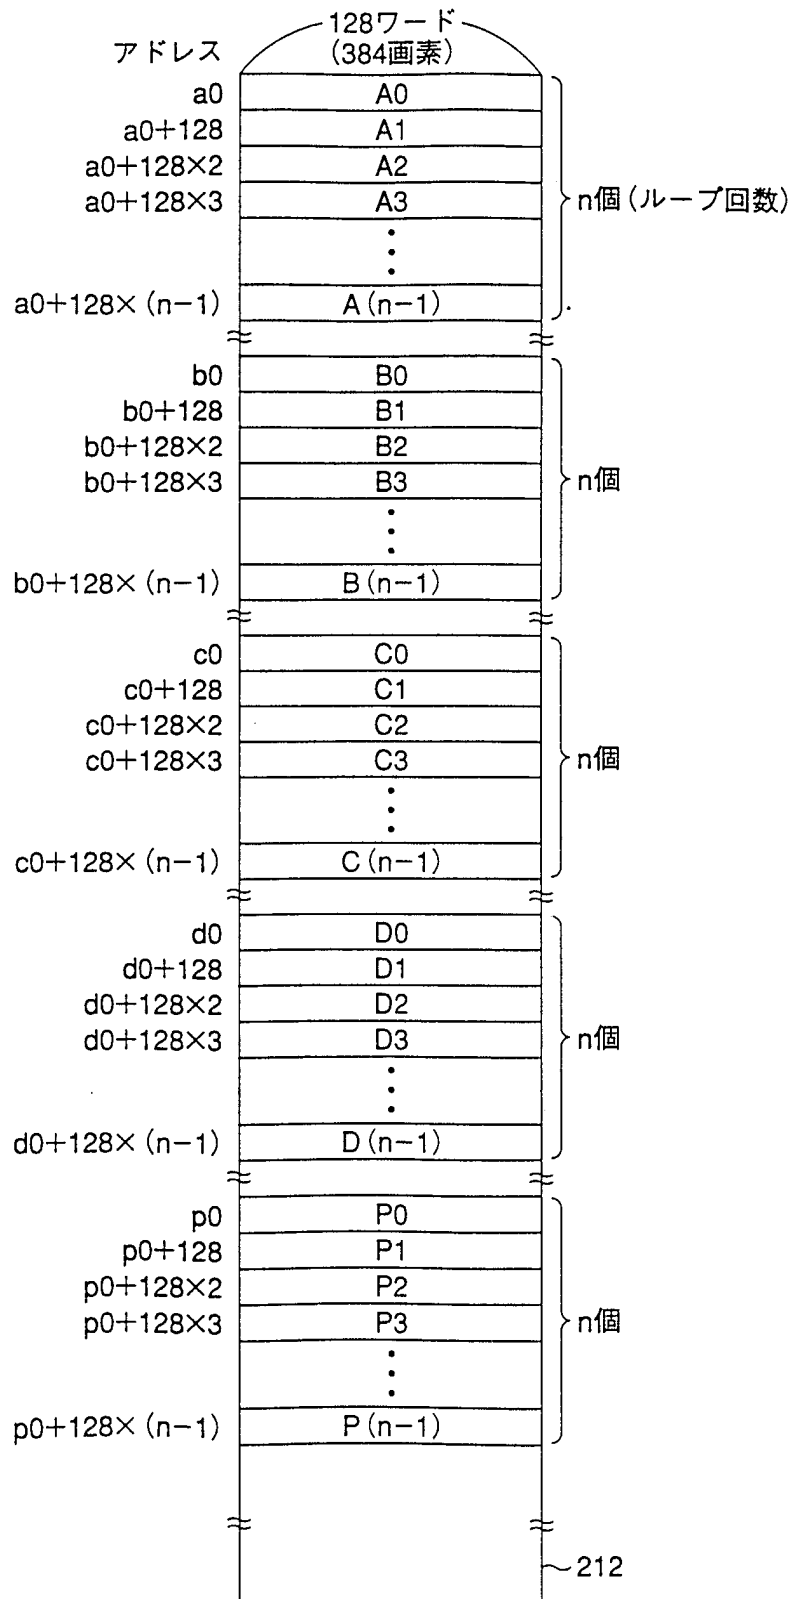 128ワード
アドレス (384画素)
a0 A0
a0+128 A1
a0+128×2 A2
a0+128×3 A3
n個(ループ回数)
a0+128×(n−1) A(n−1)
b0 B0
b0+128 B1
b0+128×2 B2
b0+128×3 B3
n個
b0+128×(n−1) B(n−1)
c0 C0
c0+128 C1
c0+128×2 C2
c0+128×3 C3
n個
c0+128×(n−1) C(n−1)
d0 D0
d0+128 D1
d0+128×2 D2
d0+128×3 D3
n個
d0+128×(n−1) D(n−1)
p0 P0
p0+128 P1
p0+128×2 P2
p0+128×3 P3
n個
p0+128×(n−1) P(n−1)
212